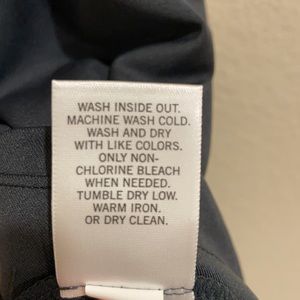 WASH INSIDE OUT.
MACHINE WASH COLD.
WASH AND DRY
WITH LIKE COLORS.
ONLY NON-
CHLORINE BLEACH
WHEN NEEDED.
TUMBLE DRY LOW.
WARM IRON.
OR DRY CLEAN.